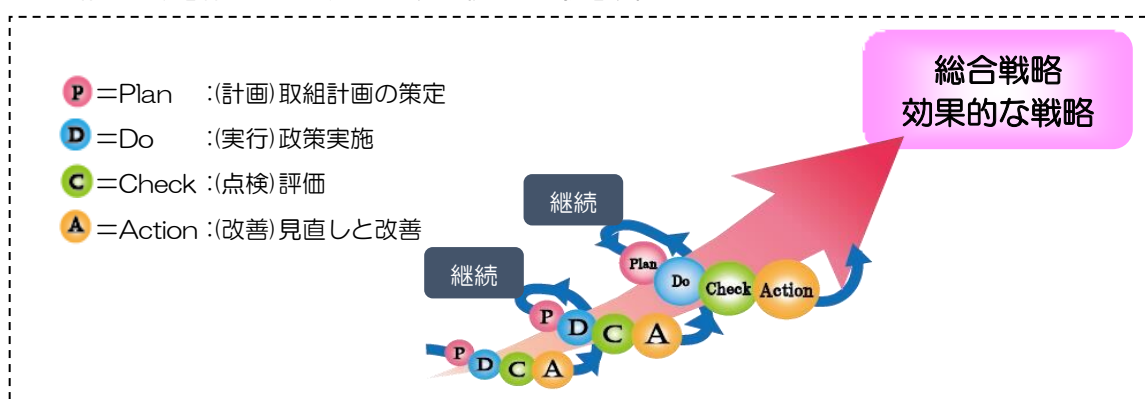 総合戦略
効果的な戦略
P=Plan :(計画)取組計画の策定
D=Do :(実行)政策実施
C=Check :(点検)評価
A=Action :(改善)見直しと改善
継続
Plan Do Check Action
継続
P D C A
P D C A